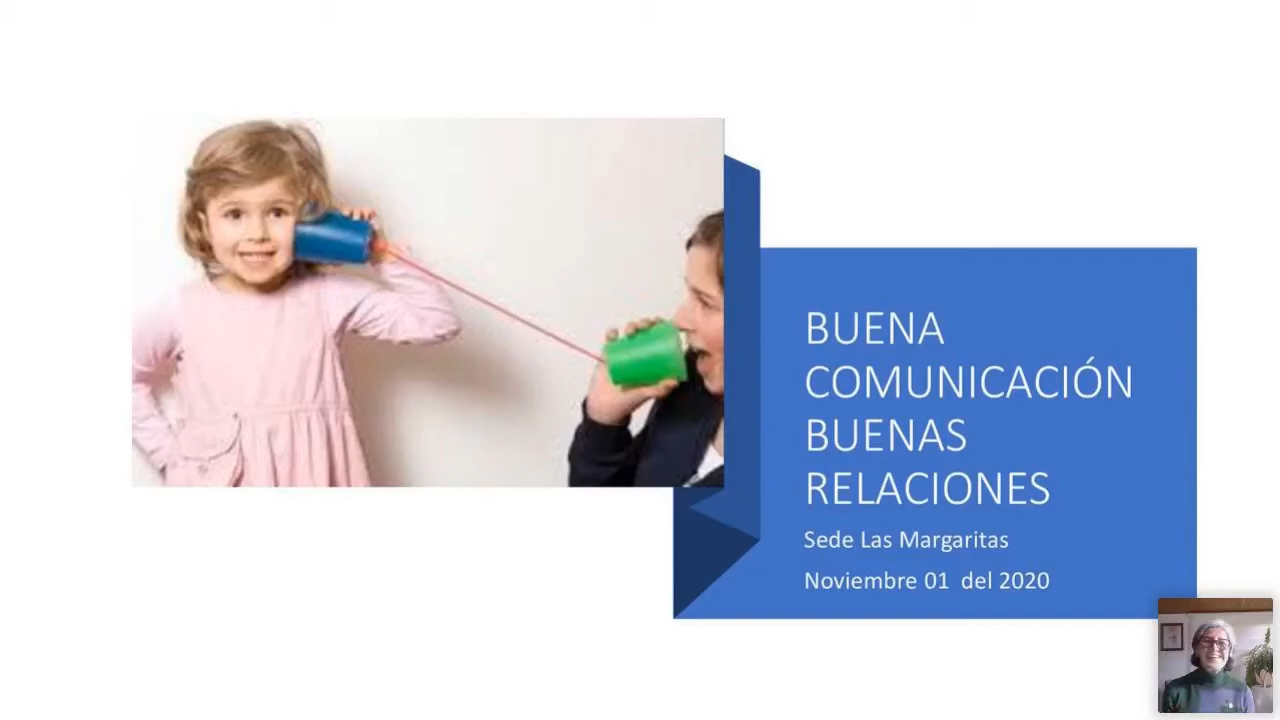 BUENA
COMUNICACIÓN
BUENAS
RELACIONES
Sede Las Margaritas
Noviembre 01 del 2020